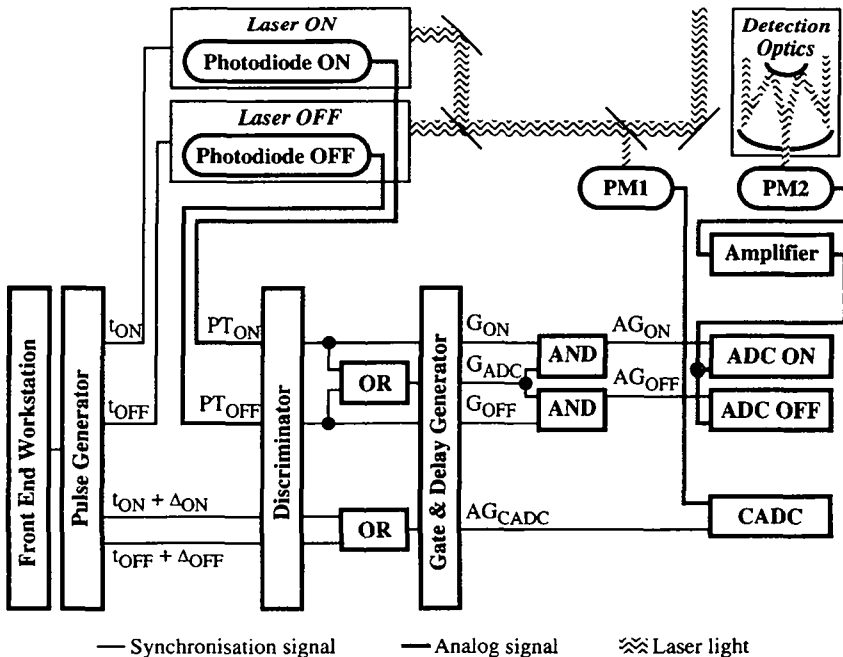 Laser ON
Photodiode ON
Laser OFF
Photodiode OFF
Detection
Optics
PM1
PM2
Amplifier
Front End Workstation
Pulse Generator
tON
tOFF
tON + ΔON
tOFF + ΔOFF
PTON
PTOFF
Discriminator
OR
OR
Gate & Delay Generator
GON
GADC
GOFF
AGCADC
AND
AND
AGON
AGOFF
ADC ON
ADC OFF
CADC
Synchronisation signal
Analog signal
Laser light